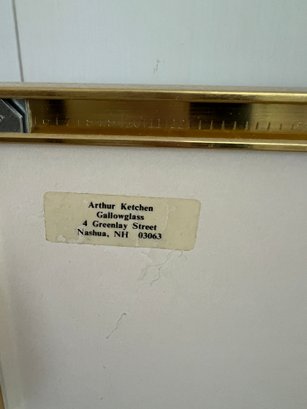 Arthur Ketchen
Gallowglass
4 Greenlay Street
Nashua, NH 03063